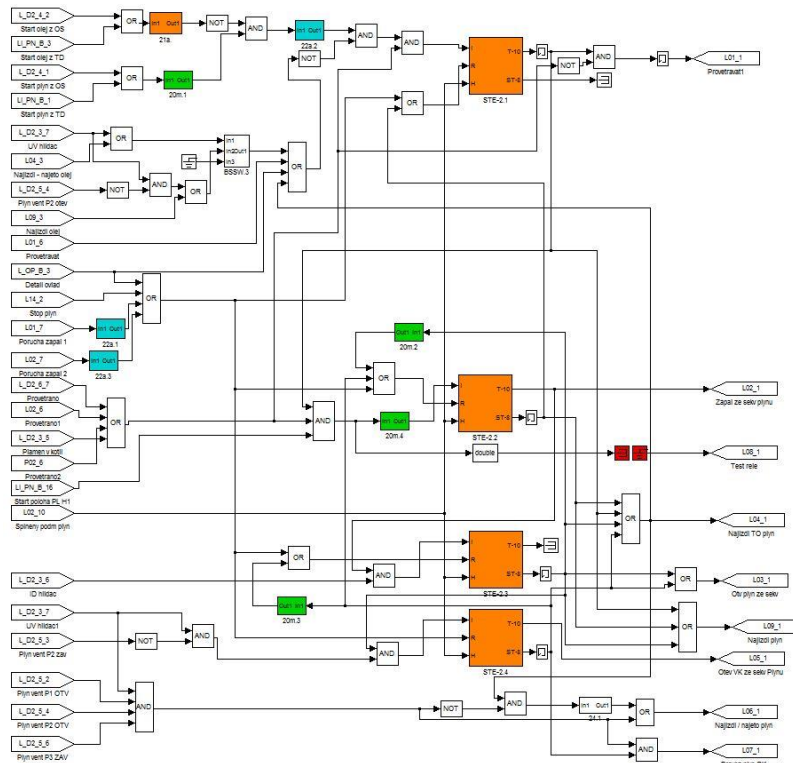 L_D2_4_2
Start olej z OS
LI_PN_B_3
Start olej z TD
L_D2_4_1
Start plyn z OS
LI_PN_B_1
Start plyn z TD
OR
In1 Out1
21a.
NOT
AND
OR
In1 Out1
20m.1
In1 Out1
22a.2
NOT
AND
AND
I
R
H
T-10
ST-8
STE-2.1
NOT
AND
L01_1
Provetravat1
OR
L_D2_3_7
UV hlidac
L04_3
Najizdi - najeto olej
L_D2_5_4
Plyn vent P2 otev
L09_3
Najizdi olej
L01_6
Provetravat
L_OP_B_3
Detail ovlad
L14_2
Stop plyn
L01_7
Porucha zapal 1
L02_7
Porucha zapal 2
OR
NOT
AND
OR
In1
In2Out1
In3
BSSW.3
NOT
OR
OR
In1 Out1
22a.1
In1 Out1
22a.3
L_D2_6_7
Provetrano
L02_6
Provetrano1
L_D2_3_5
Plamen v kotli
P02_6
Provetrano2
LI_PN_B_16
Start poloha PL H1
L02_10
Splneny podm plyn
OR
AND
Out1 In1
20m.2
OR
In1 Out1
20m.4
I
R
H
T-10
ST-8
STE-2.2
double
L02_1
Zapal ze sekv plynu
L08_1
Test rele
OR
L04_1
Najizdi TO plyn
L_D2_3_6
ID hlidac
OR
AND
Out1 In1
20m.3
I
R
H
T-10
ST-8
STE-2.3
OR
L03_1
Otv plyn ze sekv
L_D2_3_7
UV hlidac1
L_D2_5_3
Plyn vent P2 zav
NOT
AND
AND
I
R
H
T-10
ST-8
STE-2.4
OR
L09_1
Najizdi plyn
L05_1
Otev VK ze sekv Plynu
L_D2_5_2
Plyn vent P1 OTV
L_D2_5_4
Plyn vent P2 OTV
L_D2_5_6
Plyn vent P3 ZAV
AND
NOT
AND
In1 Out1
OR
L06_1
Najizdi / najeto plyn
AND
L07_1